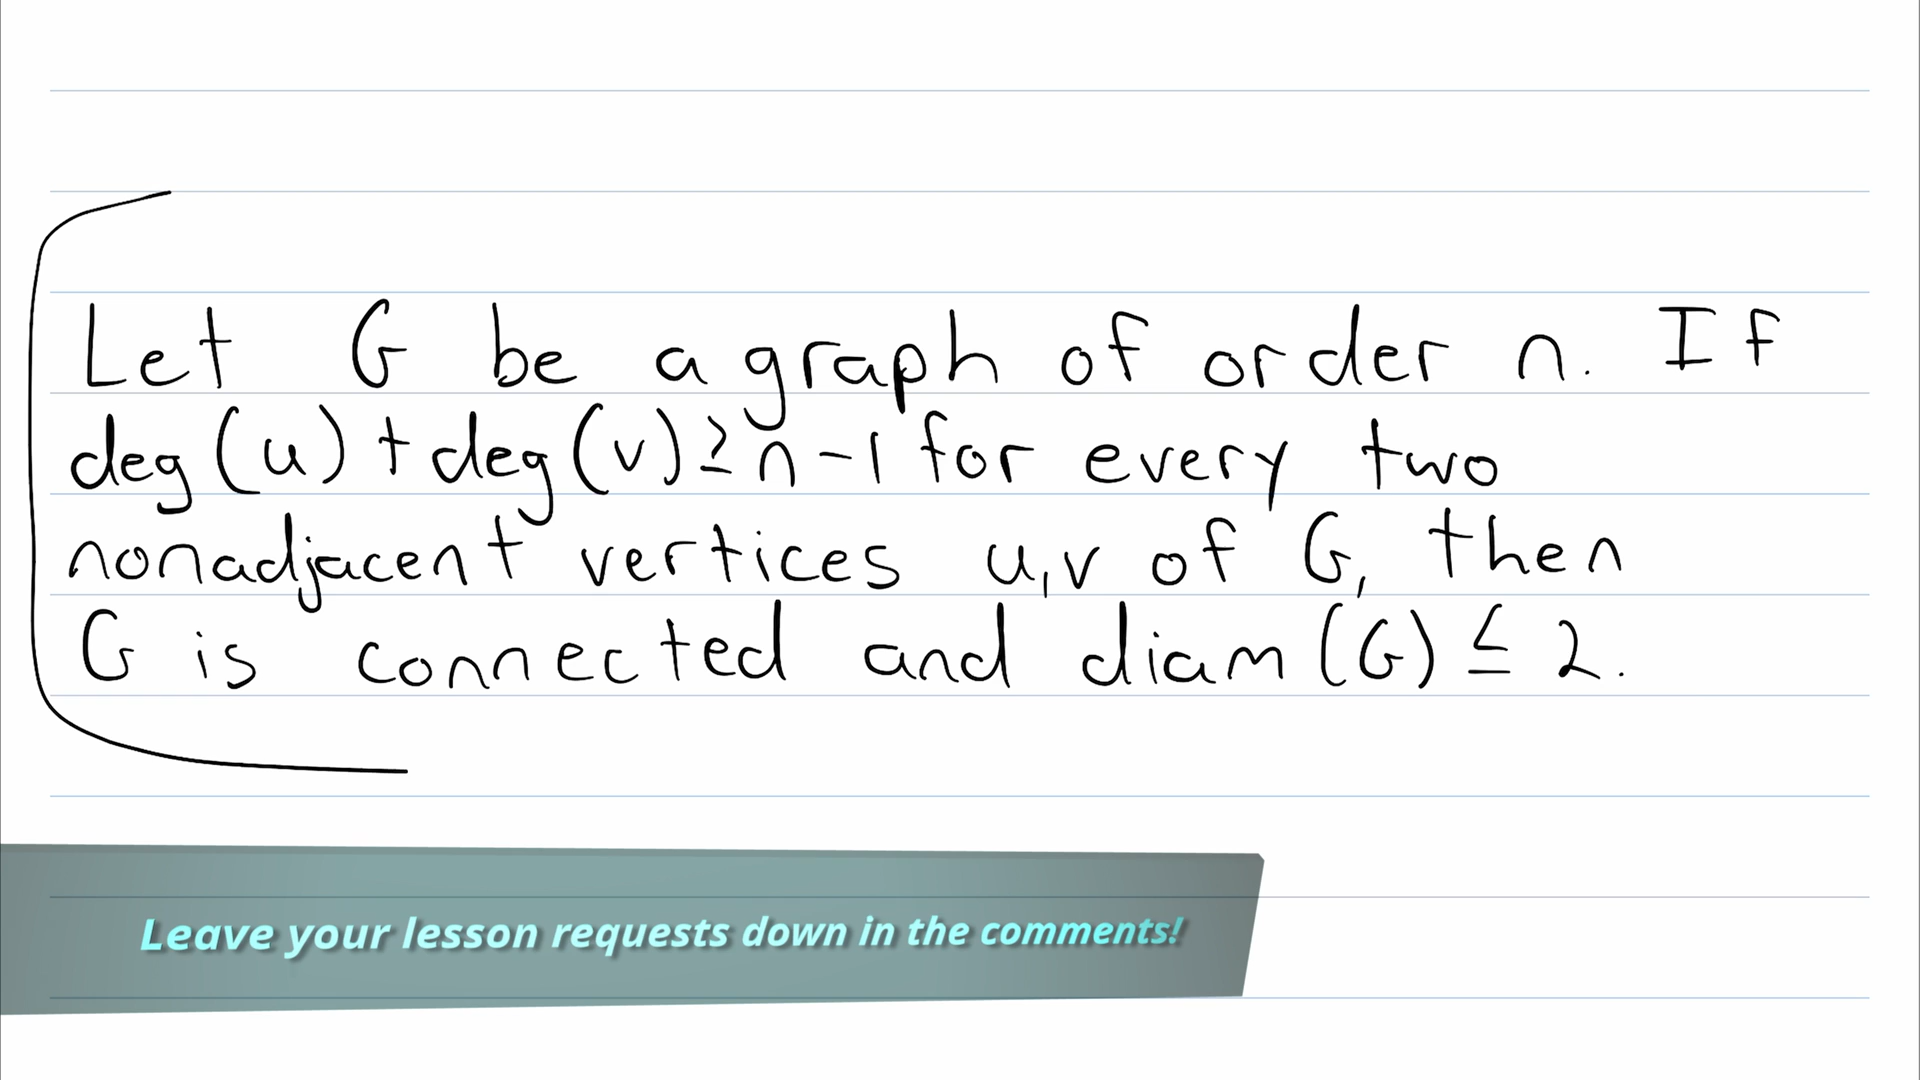 Let G be a graph of order n. If
deg(u) + deg(v) ≥ n - 1 for every two
nonadjacent vertices u, v of G, then
G is connected and diam(G) ≤ 2.
Leave your lesson requests down in the comments!